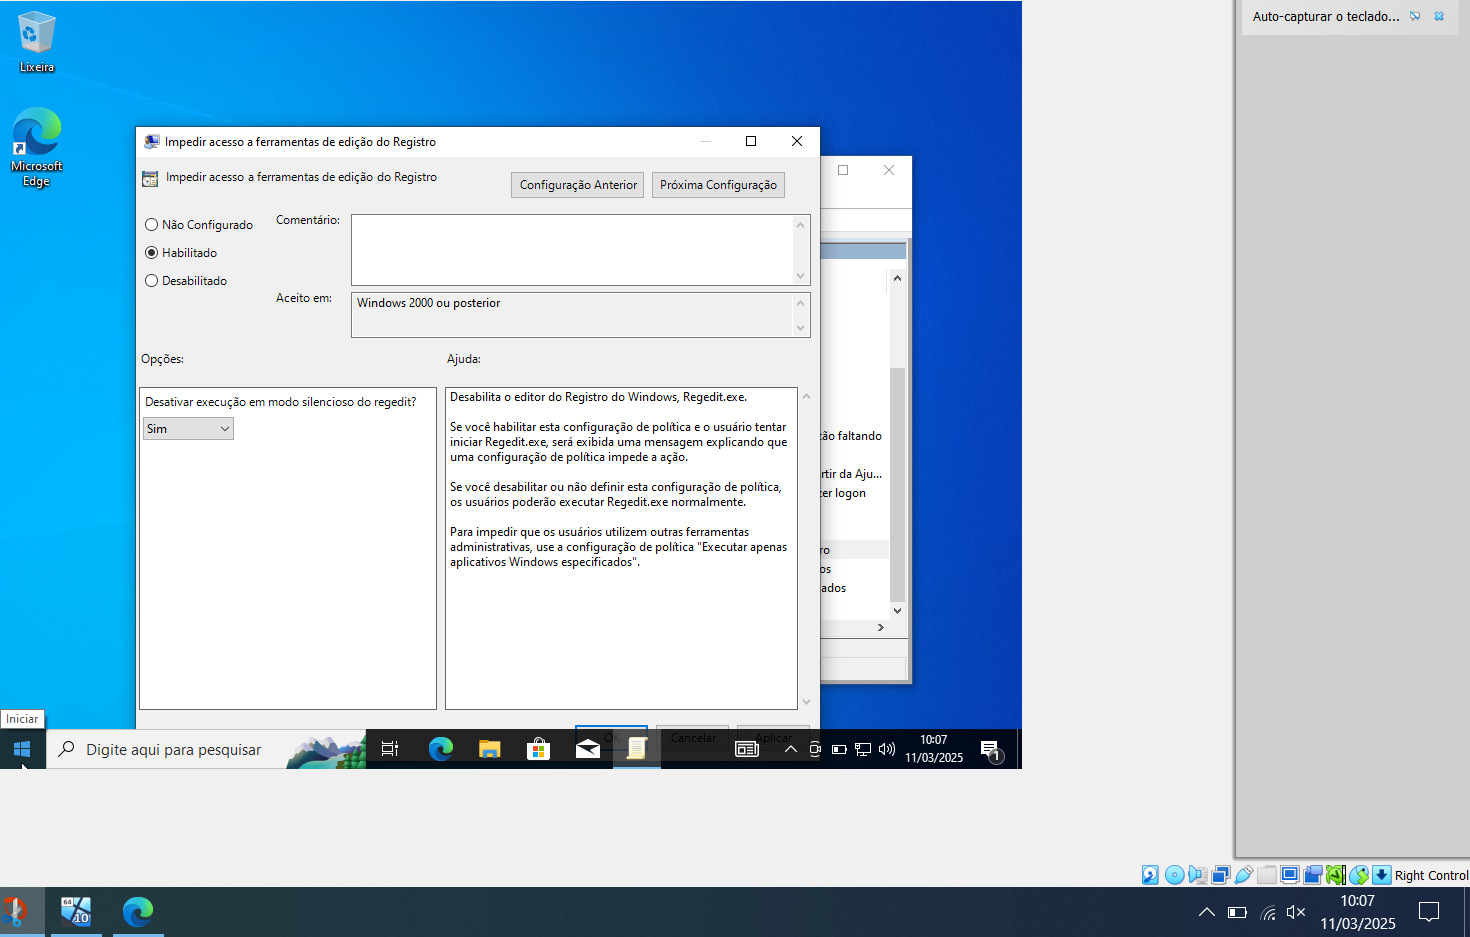 Auto-capturar o teclado...
Lixeira
Microsoft
Edge
Impedir acesso a ferramentas de edição do Registro
Impedir acesso a ferramentas de edição do Registro
Configuração Anterior
Próxima Configuração
Não Configurado
Habilitado
Desabilitado
Comentário:
Aceito em:
Windows 2000 ou posterior
Opções:
Ajuda:
Desativar execução em modo silencioso do regedit?
Sim
Desabilita o editor do Registro do Windows, Regedit.exe.
Se você habilitar esta configuração de política e o usuário tentar
iniciar Regedit.exe, será exibida uma mensagem explicando que
uma configuração de política impede a ação.
Se você desabilitar ou não definir esta configuração de política,
os usuários poderão executar Regedit.exe normalmente.
Para impedir que os usuários utilizem outras ferramentas
administrativas, use a configuração de política "Executar apenas
aplicativos Windows especificados".
ão faltando
rtir da Aju...
zer logon
ro
os
ados
OK
Cancelar
Aplicar
Iniciar
Digite aqui para pesquisar
10:07
11/03/2025
1
Right Control
64
10
10:07
11/03/2025